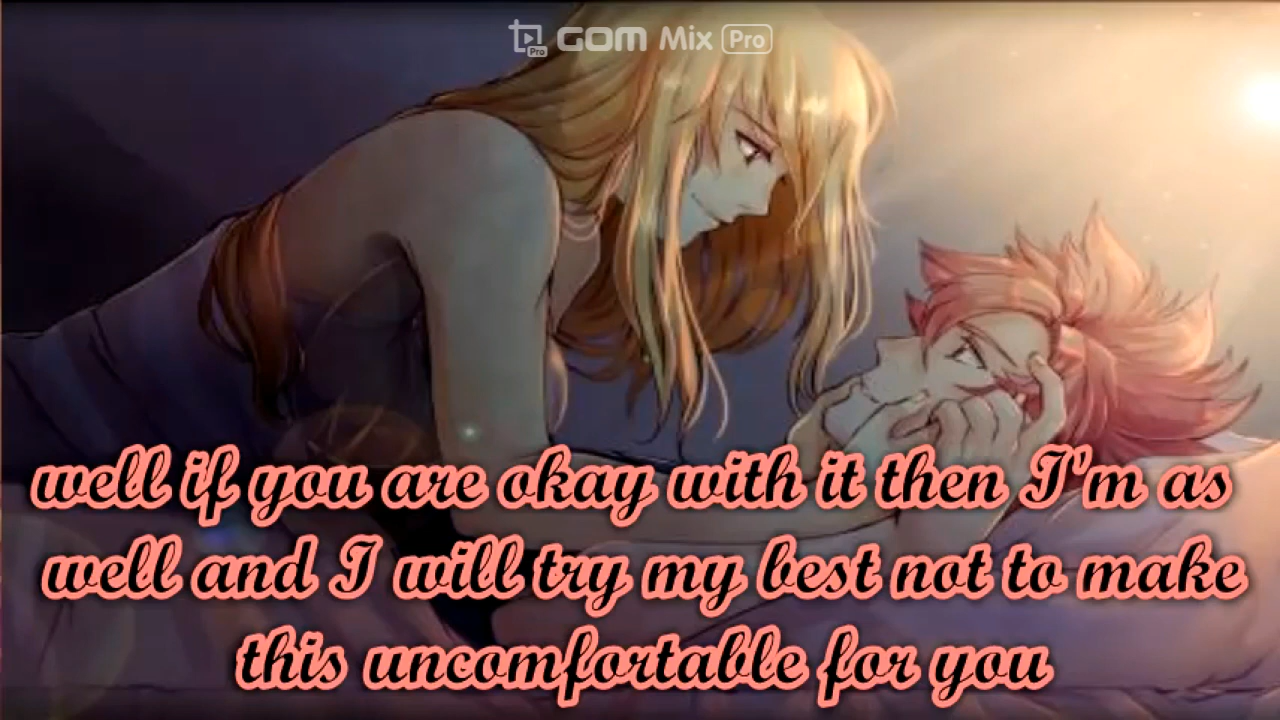 Pro GOM Mix Pro
well if you are okay with it then I'm as
well and I will try my best not to make
this uncomfortable for you